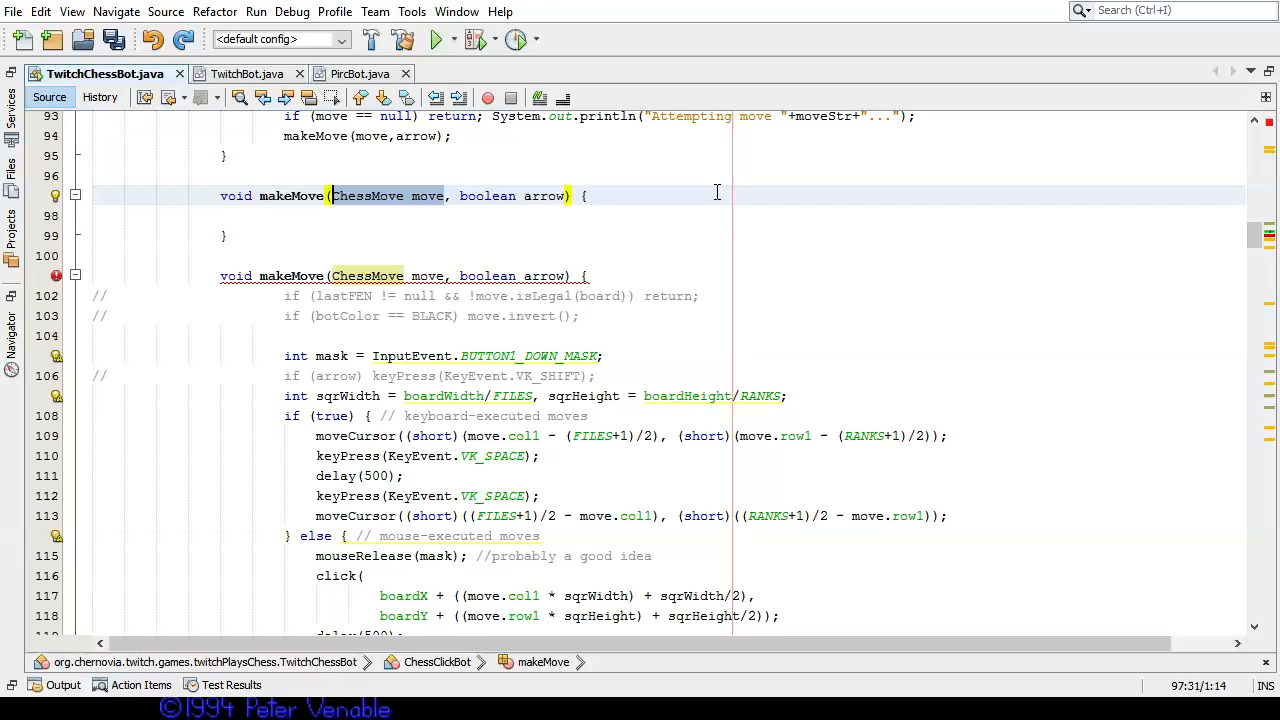 File Edit View Navigate Source Refactor Run Debug Profile Team Tools Window Help Search (Ctrl+I)
<default config>
TwitchChessBot.java TwitchBot.java PircBot.java
Source History
Services
Files
Projects
Navigator
93 if (move == null) return; System.out.println("Attempting move "+moveStr+"...");
94 makeMove(move,arrow);
95 }
96
void makeMove(ChessMove move, boolean arrow) {
98
99 }
100
void makeMove(ChessMove move, boolean arrow) {
102 // if (lastFEN != null && !move.isLegal(board)) return;
103 // if (botColor == BLACK) move.invert();
104
int mask = InputEvent.BUTTON1_DOWN_MASK;
106 // if (arrow) keyPress(KeyEvent.VK_SHIFT);
int sqrWidth = boardWidth/FILES, sqrHeight = boardHeight/RANKS;
108 if (true) { // keyboard-executed moves
109 moveCursor((short)(move.col1 - (FILES+1)/2), (short)(move.row1 - (RANKS+1)/2));
110 keyPress(KeyEvent.VK_SPACE);
111 delay(500);
112 keyPress(KeyEvent.VK_SPACE);
113 moveCursor((short)((FILES+1)/2 - move.col1), (short)((RANKS+1)/2 - move.row1));
} else { // mouse-executed moves
115 mouseRelease(mask); //probably a good idea
116 click(
117 boardX + ((move.col1 * sqrWidth) + sqrWidth/2),
118 boardY + ((move.row1 * sqrHeight) + sqrHeight/2));
delay(500);
org.chernovia.twitch.games.twitchPlaysChess.TwitchChessBot ChessClickBot makeMove
Output Action Items Test Results 97:31/1:14 INS
©1994 Peter Venable